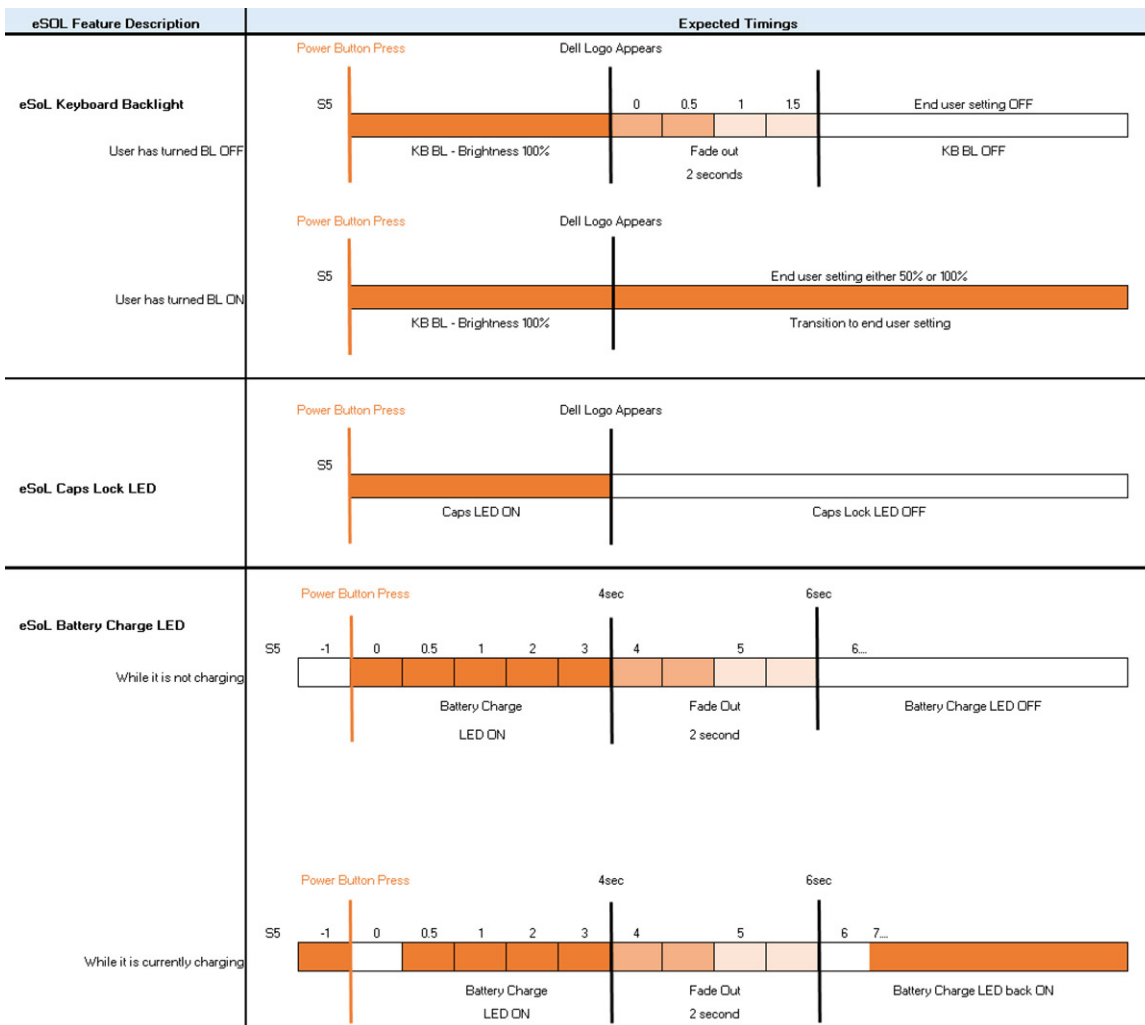 eSOL Feature Description
Expected Timings
Power Button Press
Dell Logo Appears
eSoL Keyboard Backlight
S5
0 0.5 1 1.5
End user setting OFF
User has turned BL OFF
KB BL - Brightness 100%
Fade out
KB BL OFF
2 seconds
Power Button Press
Dell Logo Appears
S5
End user setting either 50% or 100%
User has turned BL ON
KB BL - Brightness 100%
Transition to end user setting
Power Button Press
Dell Logo Appears
S5
eSoL Caps Lock LED
Caps LED ON
Caps Lock LED OFF
Power Button Press
4sec
6sec
eSoL Battery Charge LED
S5
-1 0 0.5 1 2 3 4 5 6...
While it is not charging
Battery Charge
Fade Out
Battery Charge LED OFF
LED ON
2 second
Power Button Press
4sec
6sec
S5
-1 0 0.5 1 2 3 4 5 6 7....
While it is currently charging
Battery Charge
Fade Out
Battery Charge LED back ON
LED ON
2 second